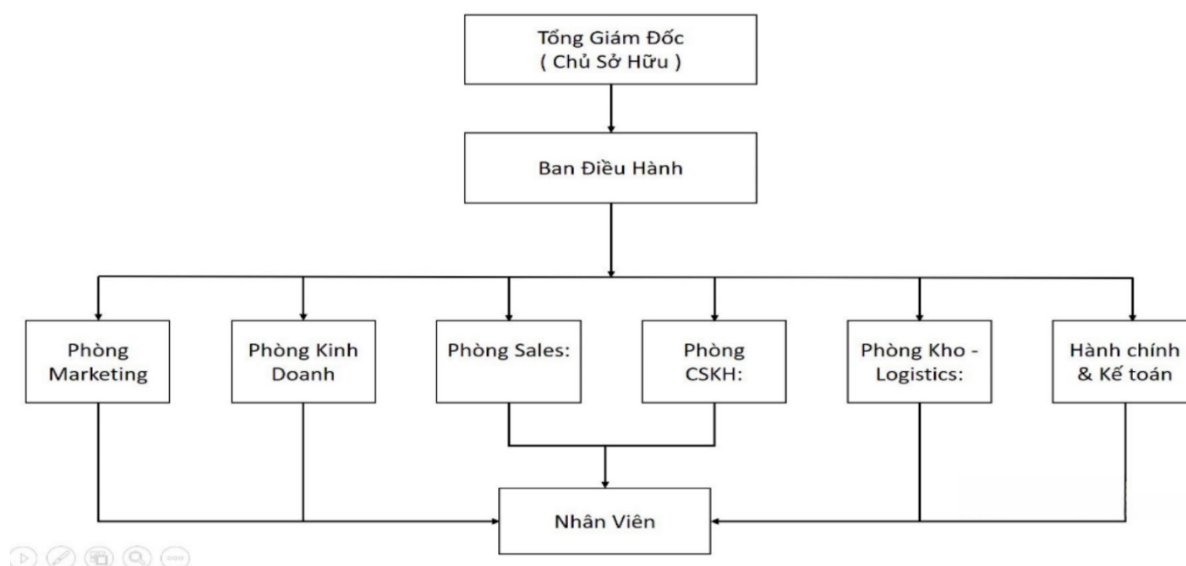 Tổng Giám Đốc
( Chủ Sở Hữu )
Ban Điều Hành
Phòng
Marketing
Phòng Kinh
Doanh
Phòng Sales:
Phòng
CSKH:
Phòng Kho -
Logistics:
Hành chính
& Kế toán
Nhân Viên